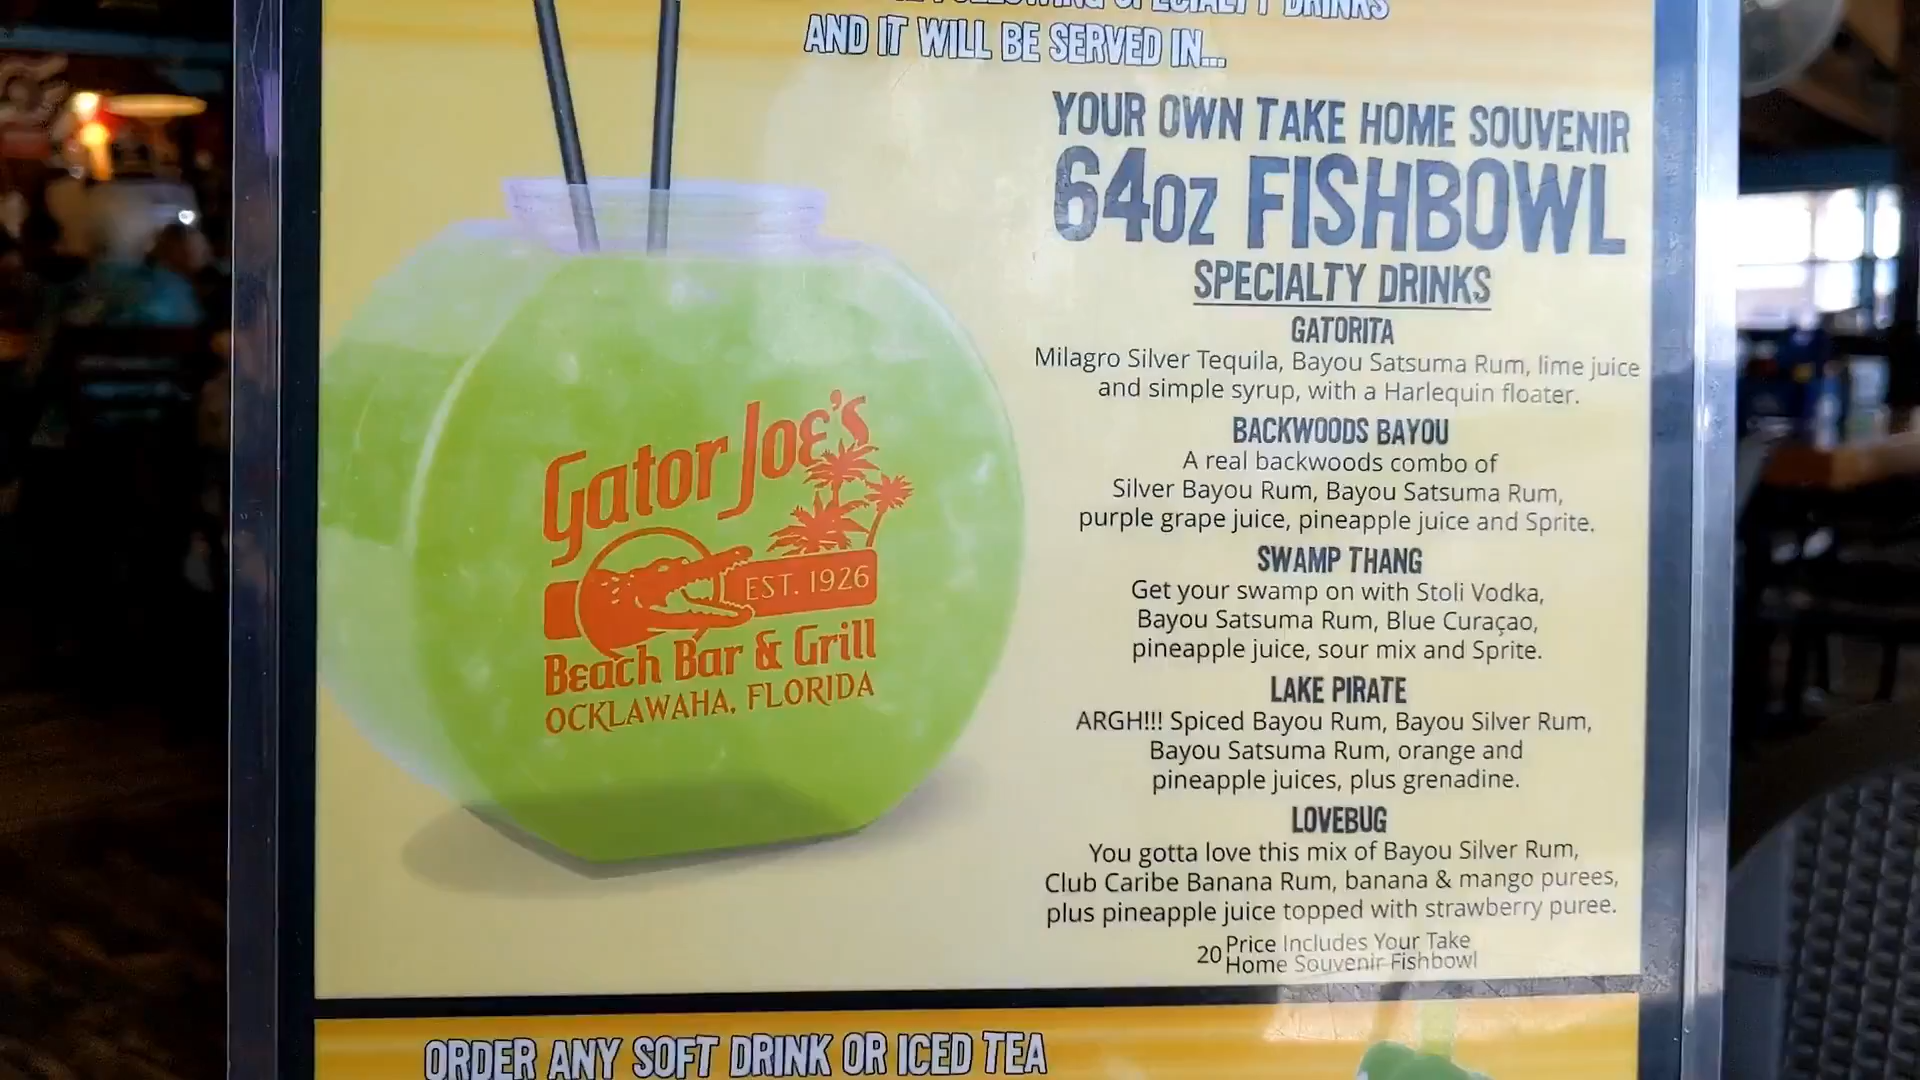 FOLLOWING SPECIALTY DRINKS
AND IT WILL BE SERVED IN...
YOUR OWN TAKE HOME SOUVENIR
64OZ FISHBOWL
SPECIALTY DRINKS
GATORITA
Milagro Silver Tequila, Bayou Satsuma Rum, lime juice
and simple syrup, with a Harlequin floater.
BACKWOODS BAYOU
A real backwoods combo of
Silver Bayou Rum, Bayou Satsuma Rum,
purple grape juice, pineapple juice and Sprite.
SWAMP THANG
Get your swamp on with Stoli Vodka,
Bayou Satsuma Rum, Blue Curaçao,
pineapple juice, sour mix and Sprite.
LAKE PIRATE
ARGH!!! Spiced Bayou Rum, Bayou Silver Rum,
Bayou Satsuma Rum, orange and
pineapple juices, plus grenadine.
LOVEBUG
You gotta love this mix of Bayou Silver Rum,
Club Caribe Banana Rum, banana & mango purees,
plus pineapple juice topped with strawberry puree.
20 Price Includes Your Take
Home Souvenir Fishbowl
Gator Joe's
EST. 1926
Beach Bar & Grill
OCKLAWAHA, FLORIDA
ORDER ANY SOFT DRINK OR ICED TEA